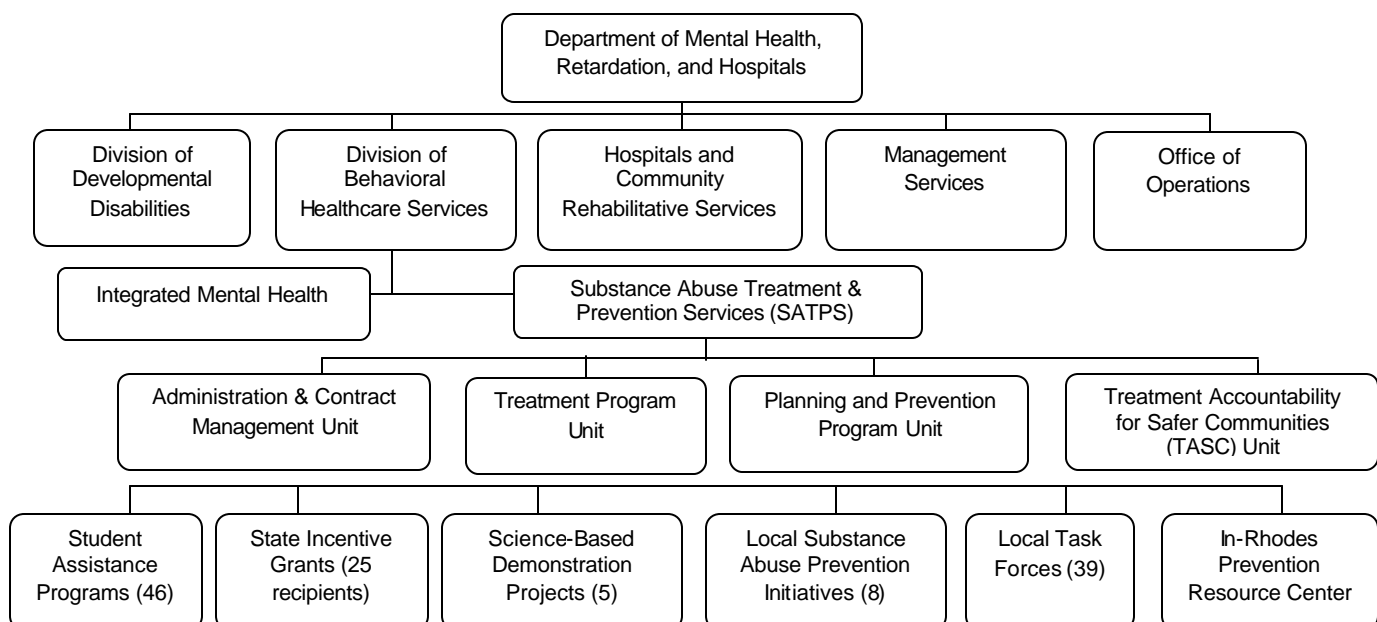 Department of Mental Health,
Retardation, and Hospitals
Division of
Developmental
Disabilities
Division of
Behavioral
Healthcare Services
Hospitals and
Community
Rehabilitative Services
Management
Services
Office of
Operations
Integrated Mental Health
Substance Abuse Treatment &
Prevention Services (SATPS)
Administration & Contract
Management Unit
Treatment Program
Unit
Planning and Prevention
Program Unit
Treatment Accountability
for Safer Communities
(TASC) Unit
Student
Assistance
Programs (46)
State Incentive
Grants (25
recipients)
Science-Based
Demonstration
Projects (5)
Local Substance
Abuse Prevention
Initiatives (8)
Local Task
Forces (39)
In-Rhodes
Prevention
Resource Center